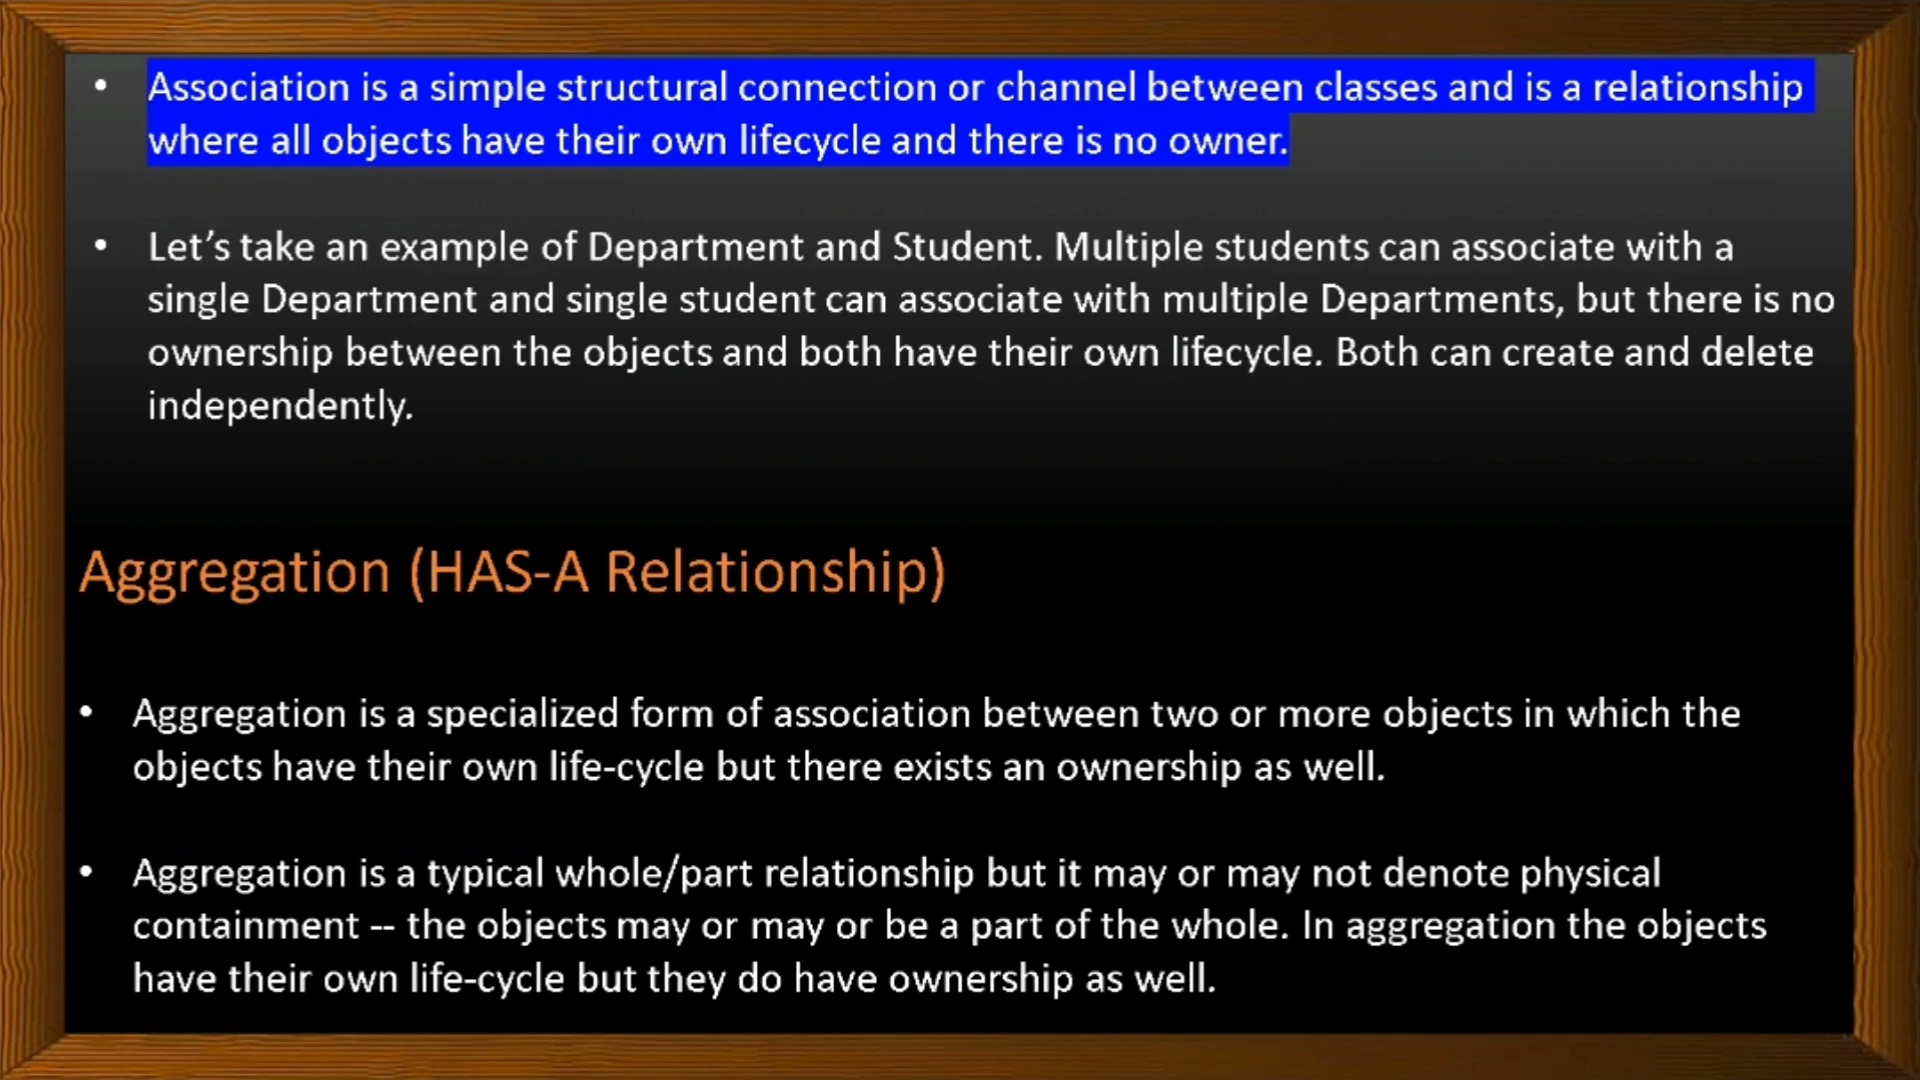 • Association is a simple structural connection or channel between classes and is a relationship
where all objects have their own lifecycle and there is no owner.
• Let’s take an example of Department and Student. Multiple students can associate with a
single Department and single student can associate with multiple Departments, but there is no
ownership between the objects and both have their own lifecycle. Both can create and delete
independently.
Aggregation (HAS-A Relationship)
• Aggregation is a specialized form of association between two or more objects in which the
objects have their own life-cycle but there exists an ownership as well.
• Aggregation is a typical whole/part relationship but it may or may not denote physical
containment -- the objects may or may or be a part of the whole. In aggregation the objects
have their own life-cycle but they do have ownership as well.